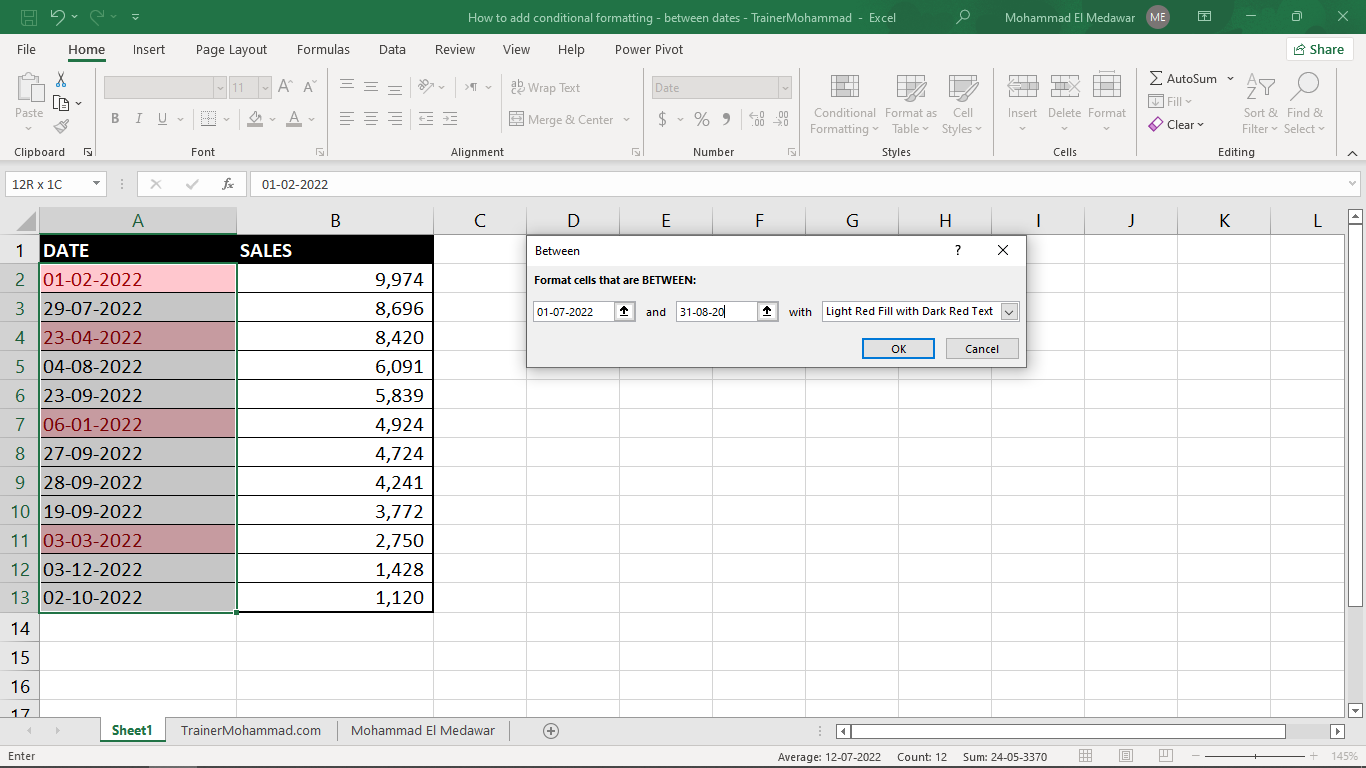 How to add conditional formatting - between dates - TrainerMohammad - Excel
Mohammad El Medawar ME
File Home Insert Page Layout Formulas Data Review View Help Power Pivot Share
Paste
11
B I U
Wrap Text
Merge & Center
Date
$ % 9
Conditional Formatting
Format as Table
Cell Styles
Insert Delete Format
AutoSum
Fill
Clear
Sort & Filter
Find & Select
Clipboard Font Alignment Number Styles Cells Editing
12R x 1C fx 01-02-2022
A B C D E F G H I J K L
1 DATE SALES
2 01-02-2022 9,974
3 29-07-2022 8,696
4 23-04-2022 8,420
5 04-08-2022 6,091
6 23-09-2022 5,839
7 06-01-2022 4,924
8 27-09-2022 4,724
9 28-09-2022 4,241
10 19-09-2022 3,772
11 03-03-2022 2,750
12 03-12-2022 1,428
13 02-10-2022 1,120
14
15
16
17
Between ?
Format cells that are BETWEEN:
01-07-2022 and 31-08-20 with Light Red Fill with Dark Red Text
OK Cancel
Sheet1 TrainerMohammad.com Mohammad El Medawar
Enter Average: 12-07-2022 Count: 12 Sum: 24-05-3370 145%